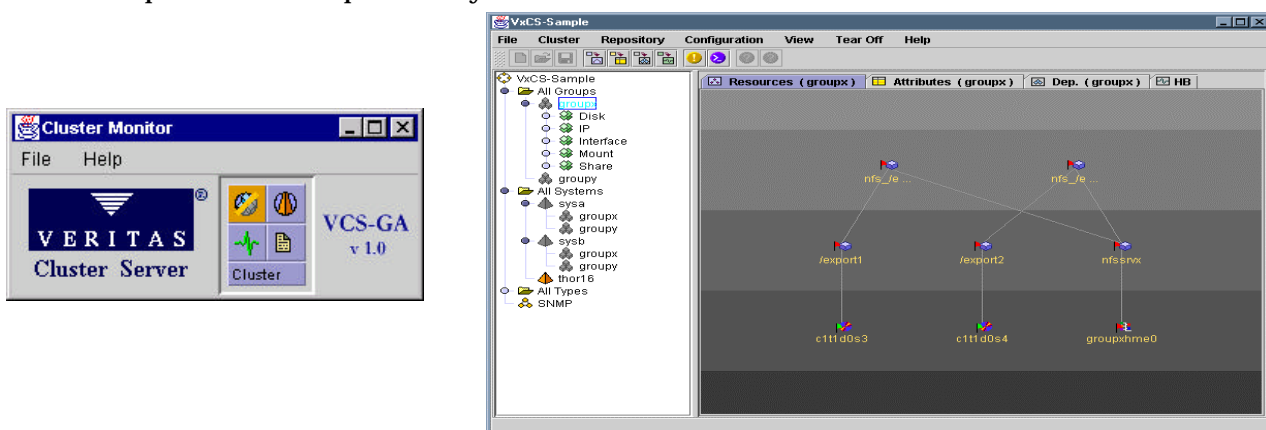 Cluster Monitor
File Help
VERITAS ®
Cluster Server
Cluster
VCS-GA
v 1.0
VxCS-Sample
File Cluster Repository Configuration View Tear Off Help
VxCS-Sample
All Groups
groupx
Disk
IP
Interface
Mount
Share
groupy
All Systems
sysa
groupx
groupy
sysb
groupx
groupy
thor16
All Types
SNMP
Resources (groupx) Attributes (groupx) Dep. (groupx) HB
nfs_/e ... nfs_/e ...
/export1 /export2 nfssrvx
c1t1d0s3 c1t1d0s4 groupxhme0